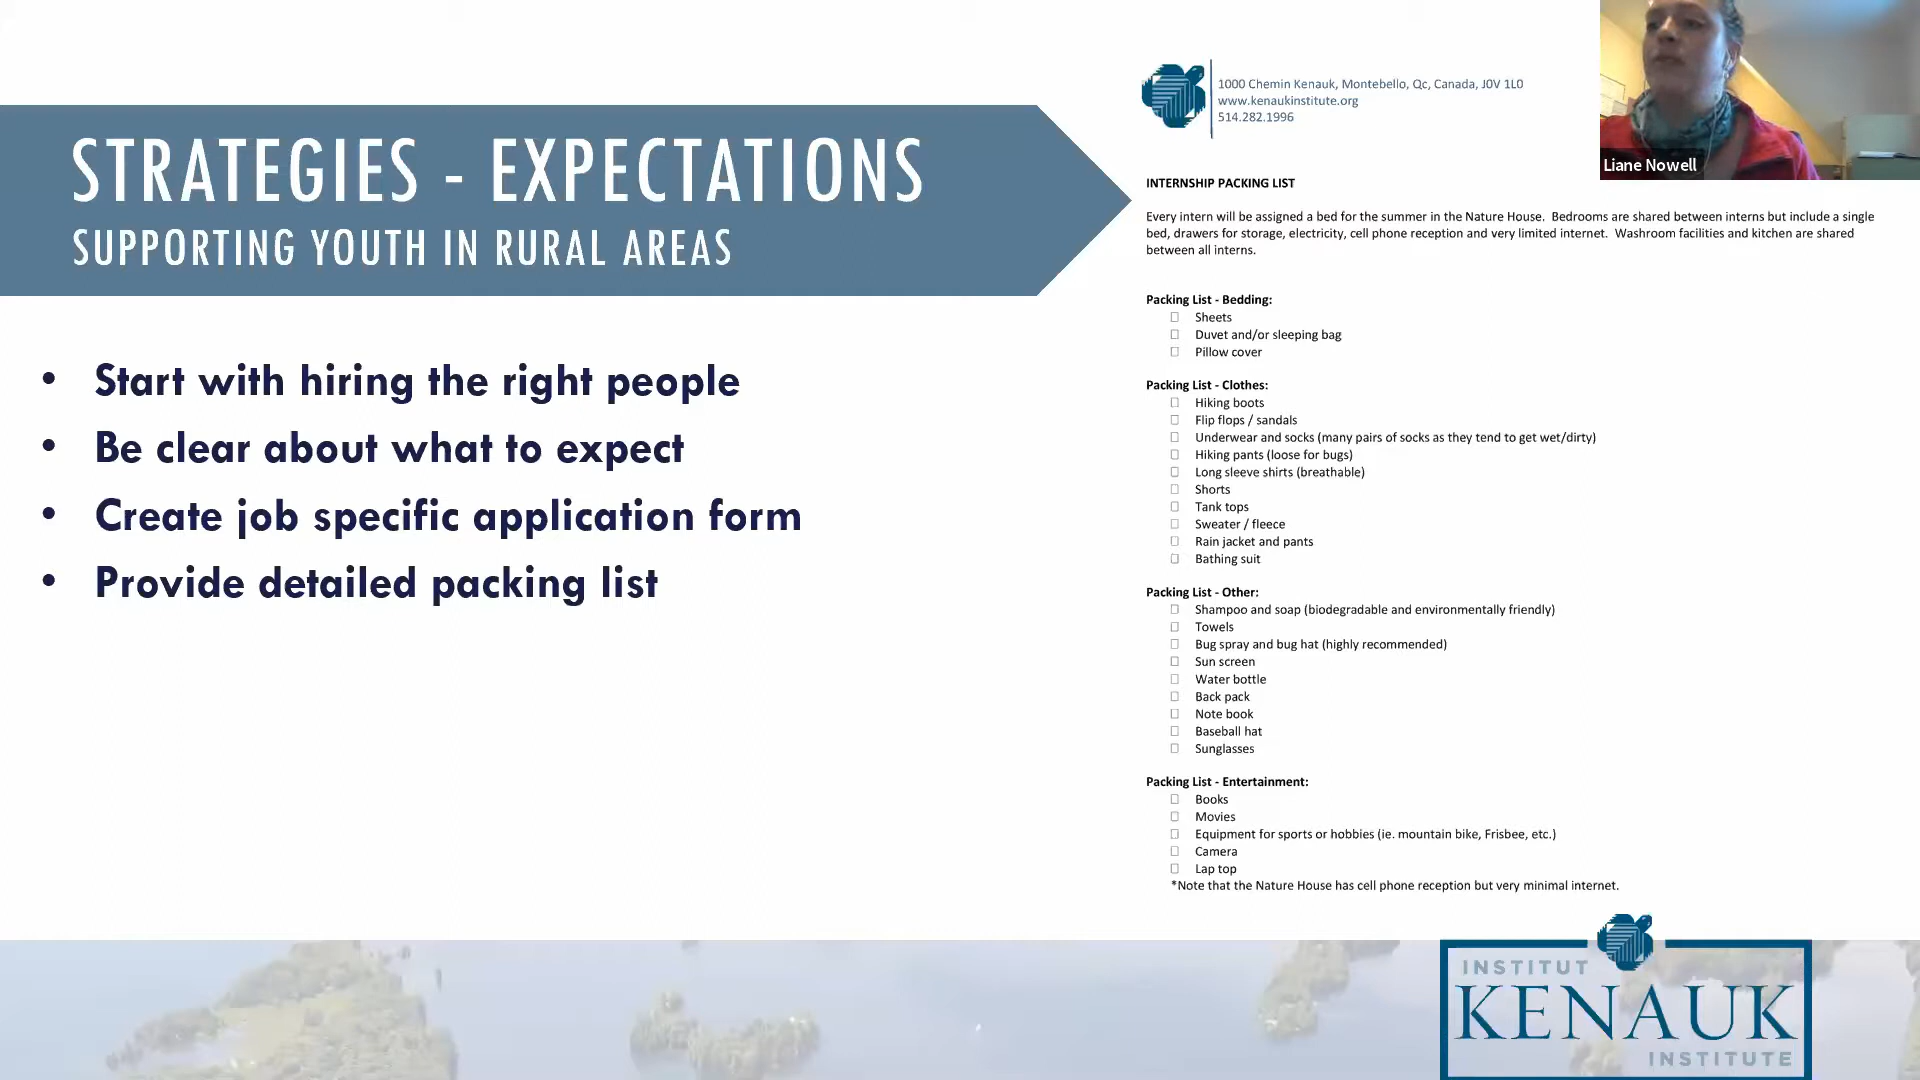 STRATEGIES - EXPECTATIONS
SUPPORTING YOUTH IN RURAL AREAS
• Start with hiring the right people
• Be clear about what to expect
• Create job specific application form
• Provide detailed packing list
1000 Chemin Kenauk, Montebello, Qc, Canada, J0V 1L0
www.kenaukinstitute.org
514.282.1996
INTERNSHIP PACKING LIST
Every intern will be assigned a bed for the summer in the Nature House. Bedrooms are shared between interns but include a single
bed, drawers for storage, electricity, cell phone reception and very limited internet. Washroom facilities and kitchen are shared
between all interns.
Packing List - Bedding:
Sheets
Duvet and/or sleeping bag
Pillow cover
Packing List - Clothes:
Hiking boots
Flip flops / sandals
Underwear and socks (many pairs of socks as they tend to get wet/dirty)
Hiking pants (loose for bugs)
Long sleeve shirts (breathable)
Shorts
Tank tops
Sweater / fleece
Rain jacket and pants
Bathing suit
Packing List - Other:
Shampoo and soap (biodegradable and environmentally friendly)
Towels
Bug spray and bug hat (highly recommended)
Sun screen
Water bottle
Back pack
Note book
Baseball hat
Sunglasses
Packing List - Entertainment:
Books
Movies
Equipment for sports or hobbies (ie. mountain bike, Frisbee, etc.)
Camera
Lap top
*Note that the Nature House has cell phone reception but very minimal internet.
Liane Nowell
INSTITUT
KENAUK
INSTITUTE